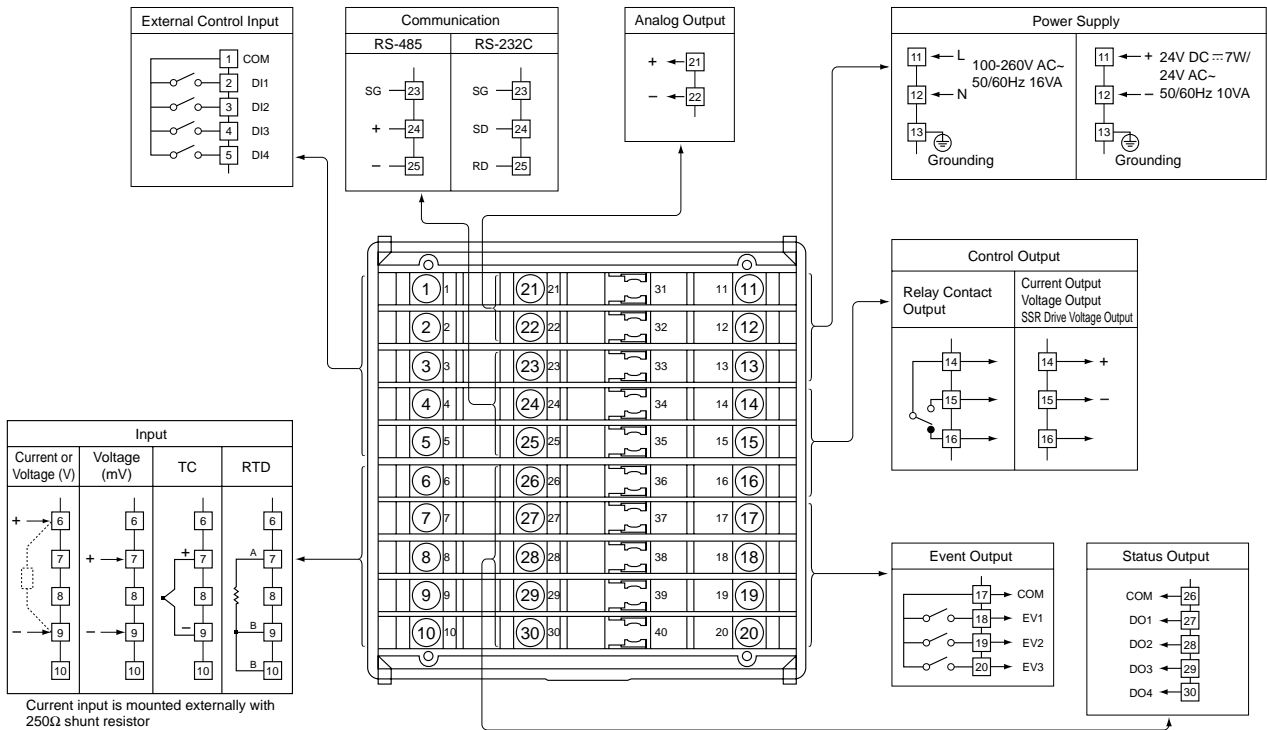 External Control Input
1 COM
2 DI1
3 DI2
4 DI3
5 DI4
Communication
RS-485 RS-232C
SG 23 SG 23
+ 24 SD 24
− 25 RD 25
Analog Output
+ 21
− 22
Power Supply
11 L 100-260V AC~
50/60Hz 16VA
12 N
13
Grounding
11 + 24V DC ⎓ 7W/
24V AC~
12 − 50/60Hz 10VA
13
Grounding
1 1 21 21 31 11 11
2 2 22 22 32 12 12
3 3 23 23 33 13 13
4 4 24 24 34 14 14
5 5 25 25 35 15 15
6 6 26 26 36 16 16
7 7 27 27 37 17 17
8 8 28 28 38 18 18
9 9 29 29 39 19 19
10 10 30 30 40 20 20
Control Output
Relay Contact
Output
Current Output
Voltage Output
SSR Drive Voltage Output
14 14 +
15 15 −
16 16
Input
Current or
Voltage (V)
Voltage
(mV)
TC
RTD
+ 6 6 6 6
7 + 7 + 7 A 7
8 8 8 8
− 9 − 9 − 9 B 9
10 10 10 B 10
Current input is mounted externally with
250Ω shunt resistor
Event Output
17 COM
18 EV1
19 EV2
20 EV3
Status Output
COM 26
DO1 27
DO2 28
DO3 29
DO4 30